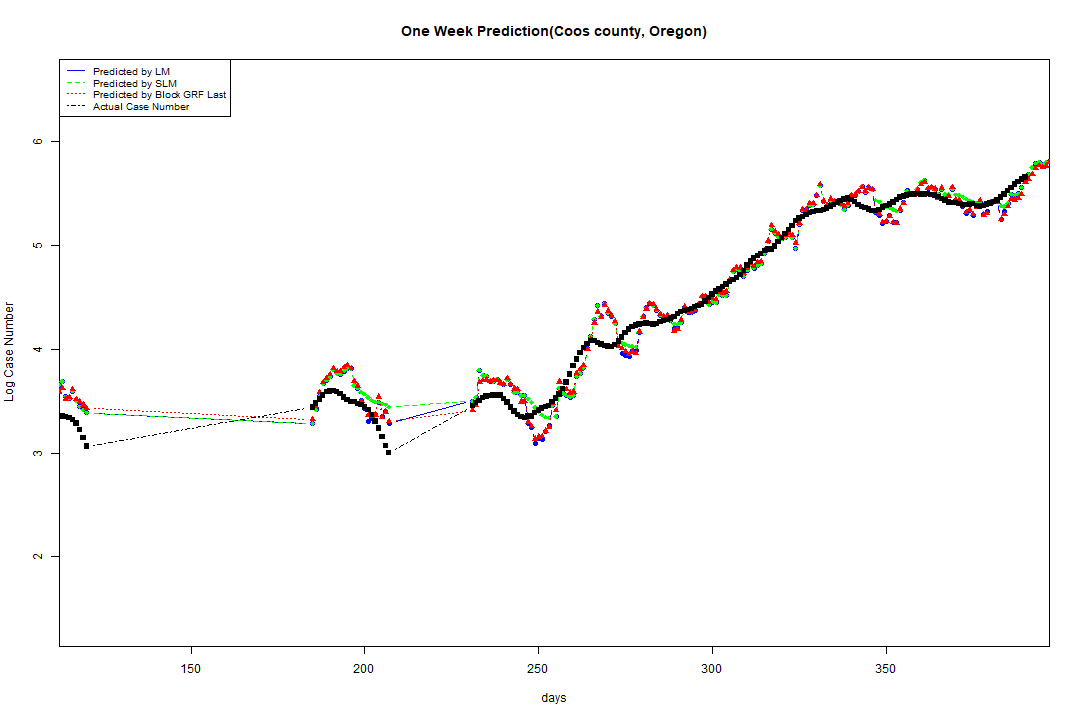 One Week Prediction(Coos county, Oregon)
Predicted by LM
Predicted by SLM
Predicted by Block GRF Last
Actual Case Number
Log Case Number
6
5
4
3
2
150 200 250 300 350
days